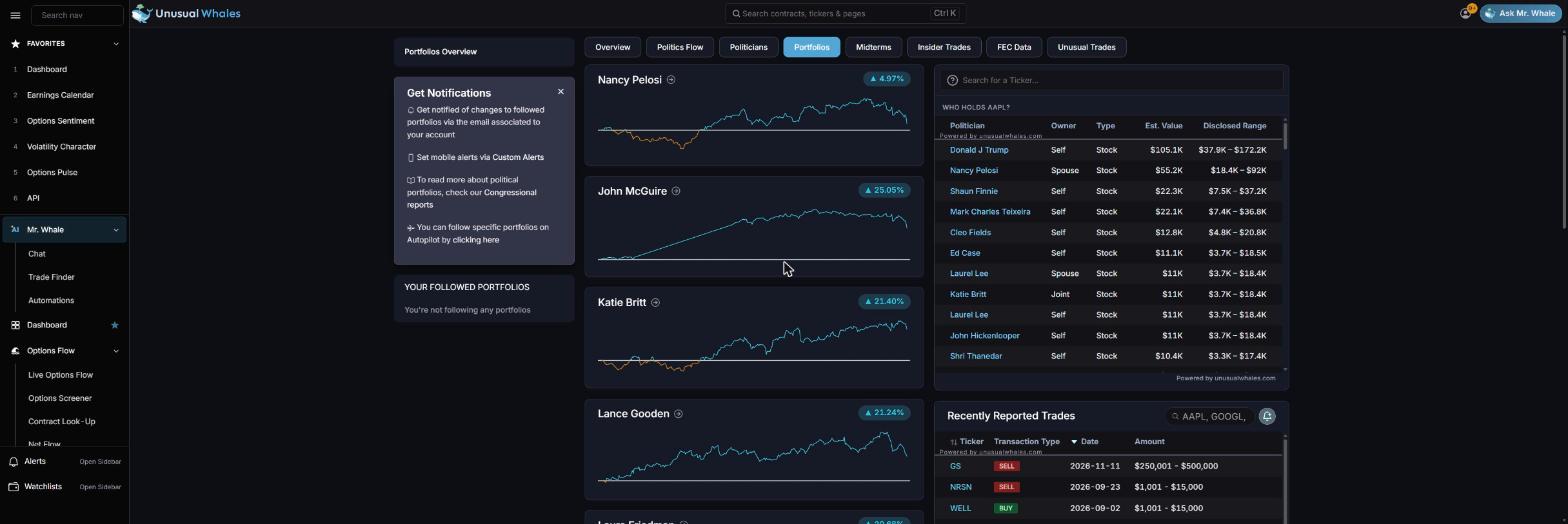 Search nav
Unusual Whales
Search contracts, tickers & pages
Ctrl K
9+
Ask Mr. Whale
FAVORITES
1 Dashboard
2 Earnings Calendar
3 Options Sentiment
4 Volatility Character
5 Options Pulse
6 API
AI Mr. Whale
Chat
Trade Finder
Automations
Dashboard
Options Flow
Live Options Flow
Options Screener
Contract Look-Up
Net Flow
Alerts Open Sidebar
Watchlists Open Sidebar
Portfolios Overview
Get Notifications
Get notified of changes to followed
portfolios via the email associated to
your account
Set mobile alerts via Custom Alerts
To read more about political
portfolios, check our Congressional
reports
You can follow specific portfolios on
Autopilot by clicking here
YOUR FOLLOWED PORTFOLIOS
You're not following any portfolios
Overview Politics Flow Politicians Portfolios Midterms Insider Trades FEC Data Unusual Trades
Nancy Pelosi ▲ 4.97%
John McGuire ▲ 25.05%
Katie Britt ▲ 21.40%
Lance Gooden ▲ 21.24%
Search for a Ticker...
WHO HOLDS AAPL?
Politician Owner Type Est. Value Disclosed Range
Powered by unusualwhales.com
Donald J Trump Self Stock $105.1K $37.9K – $172.2K
Nancy Pelosi Spouse Stock $55.2K $18.4K – $92K
Shaun Finnie Self Stock $22.3K $7.5K – $37.2K
Mark Charles Teixeira Self Stock $22.1K $7.4K – $36.8K
Cleo Fields Self Stock $12.8K $4.8K – $20.8K
Ed Case Self Stock $11.1K $3.7K – $18.5K
Laurel Lee Spouse Stock $11K $3.7K – $18.4K
Katie Britt Joint Stock $11K $3.7K – $18.4K
Laurel Lee Self Stock $11K $3.7K – $18.4K
John Hickenlooper Self Stock $11K $3.7K – $18.4K
Shri Thanedar Self Stock $10.4K $3.3K – $17.4K
Powered by unusualwhales.com
Recently Reported Trades
AAPL, GOOGL,
Ticker Transaction Type Date Amount
Powered by unusualwhales.com
GS SELL 2026-11-11 $250,001 - $500,000
NRSN SELL 2026-09-23 $1,001 - $15,000
WELL BUY 2026-09-02 $1,001 - $15,000